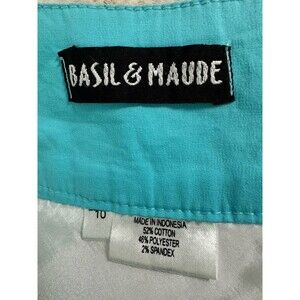 BASIL & MAUDE
10
MADE IN INDONESIA
52% COTTON
46% POLYESTER
2% SPANDEX